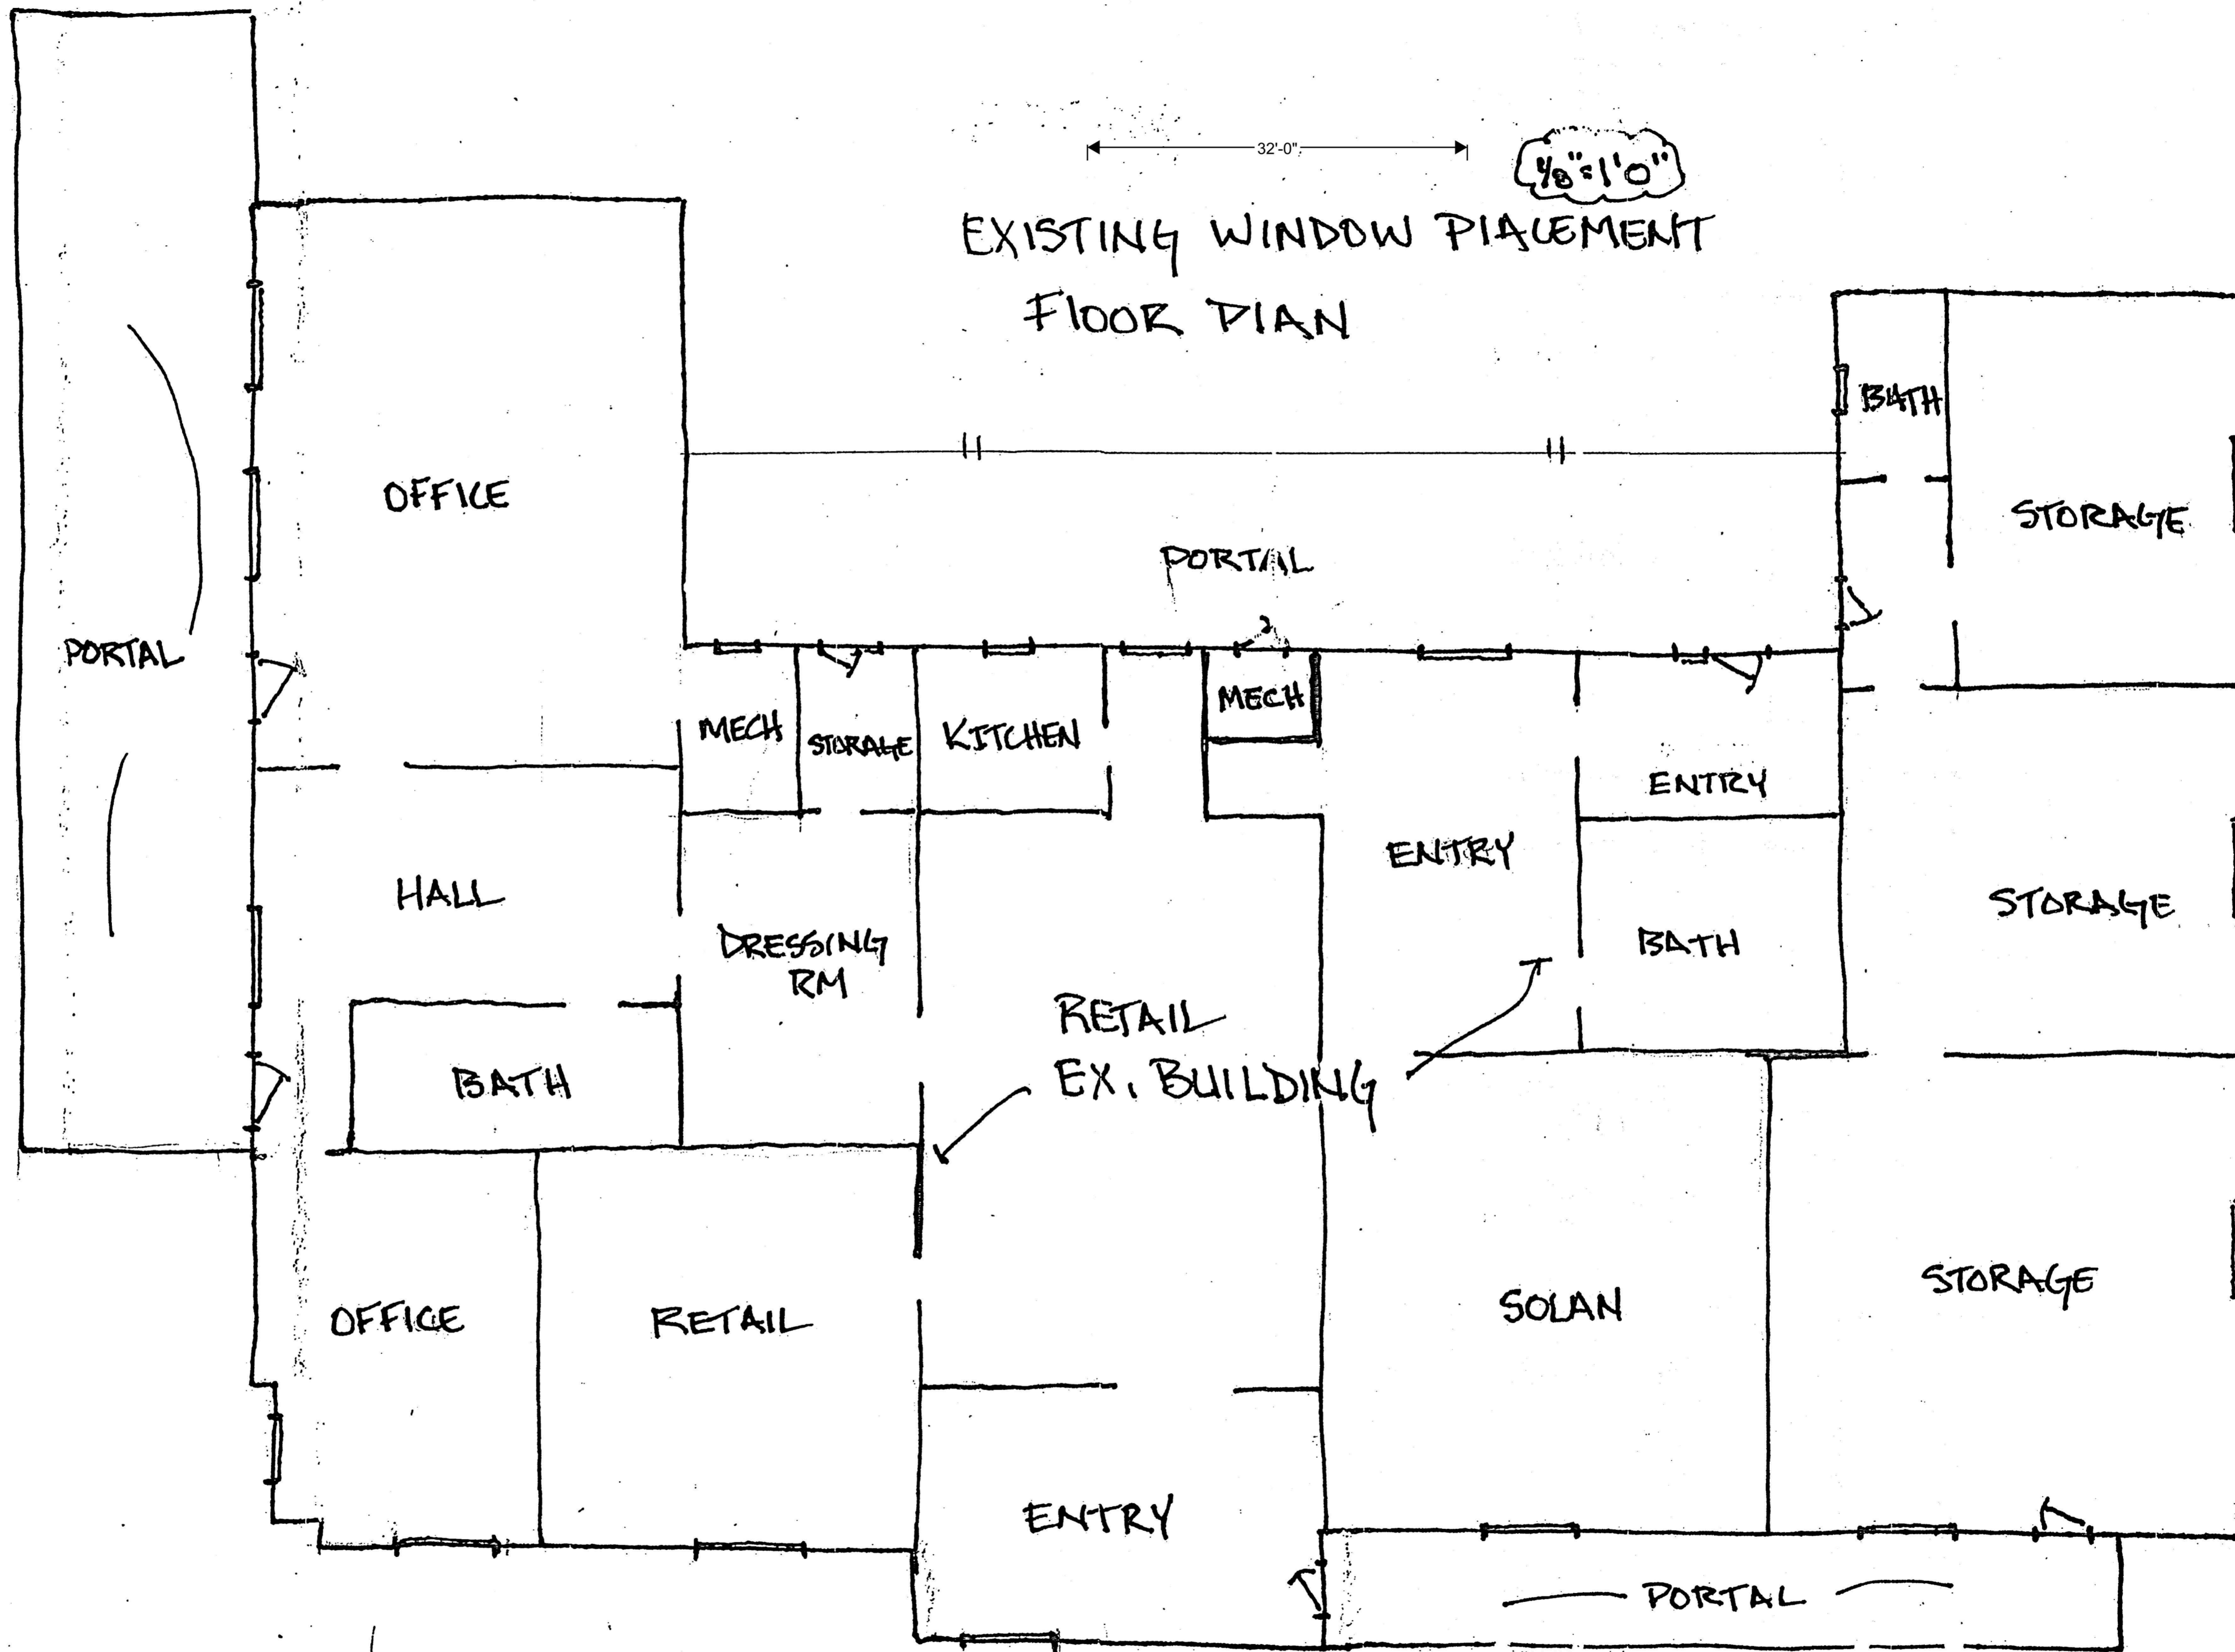 32'-0"
1/8"=1'0"
EXISTING WINDOW PLACEMENT
FLOOR PLAN
BATH
OFFICE
STORAGE
PORTAL
PORTAL
MECH
MECH
STORAGE
KITCHEN
ENTRY
ENTRY
HALL
STORAGE
DRESSING
RM
BATH
RETAIL
EX. BUILDING
BATH
STORAGE
SOLAN
OFFICE
RETAIL
ENTRY
PORTAL